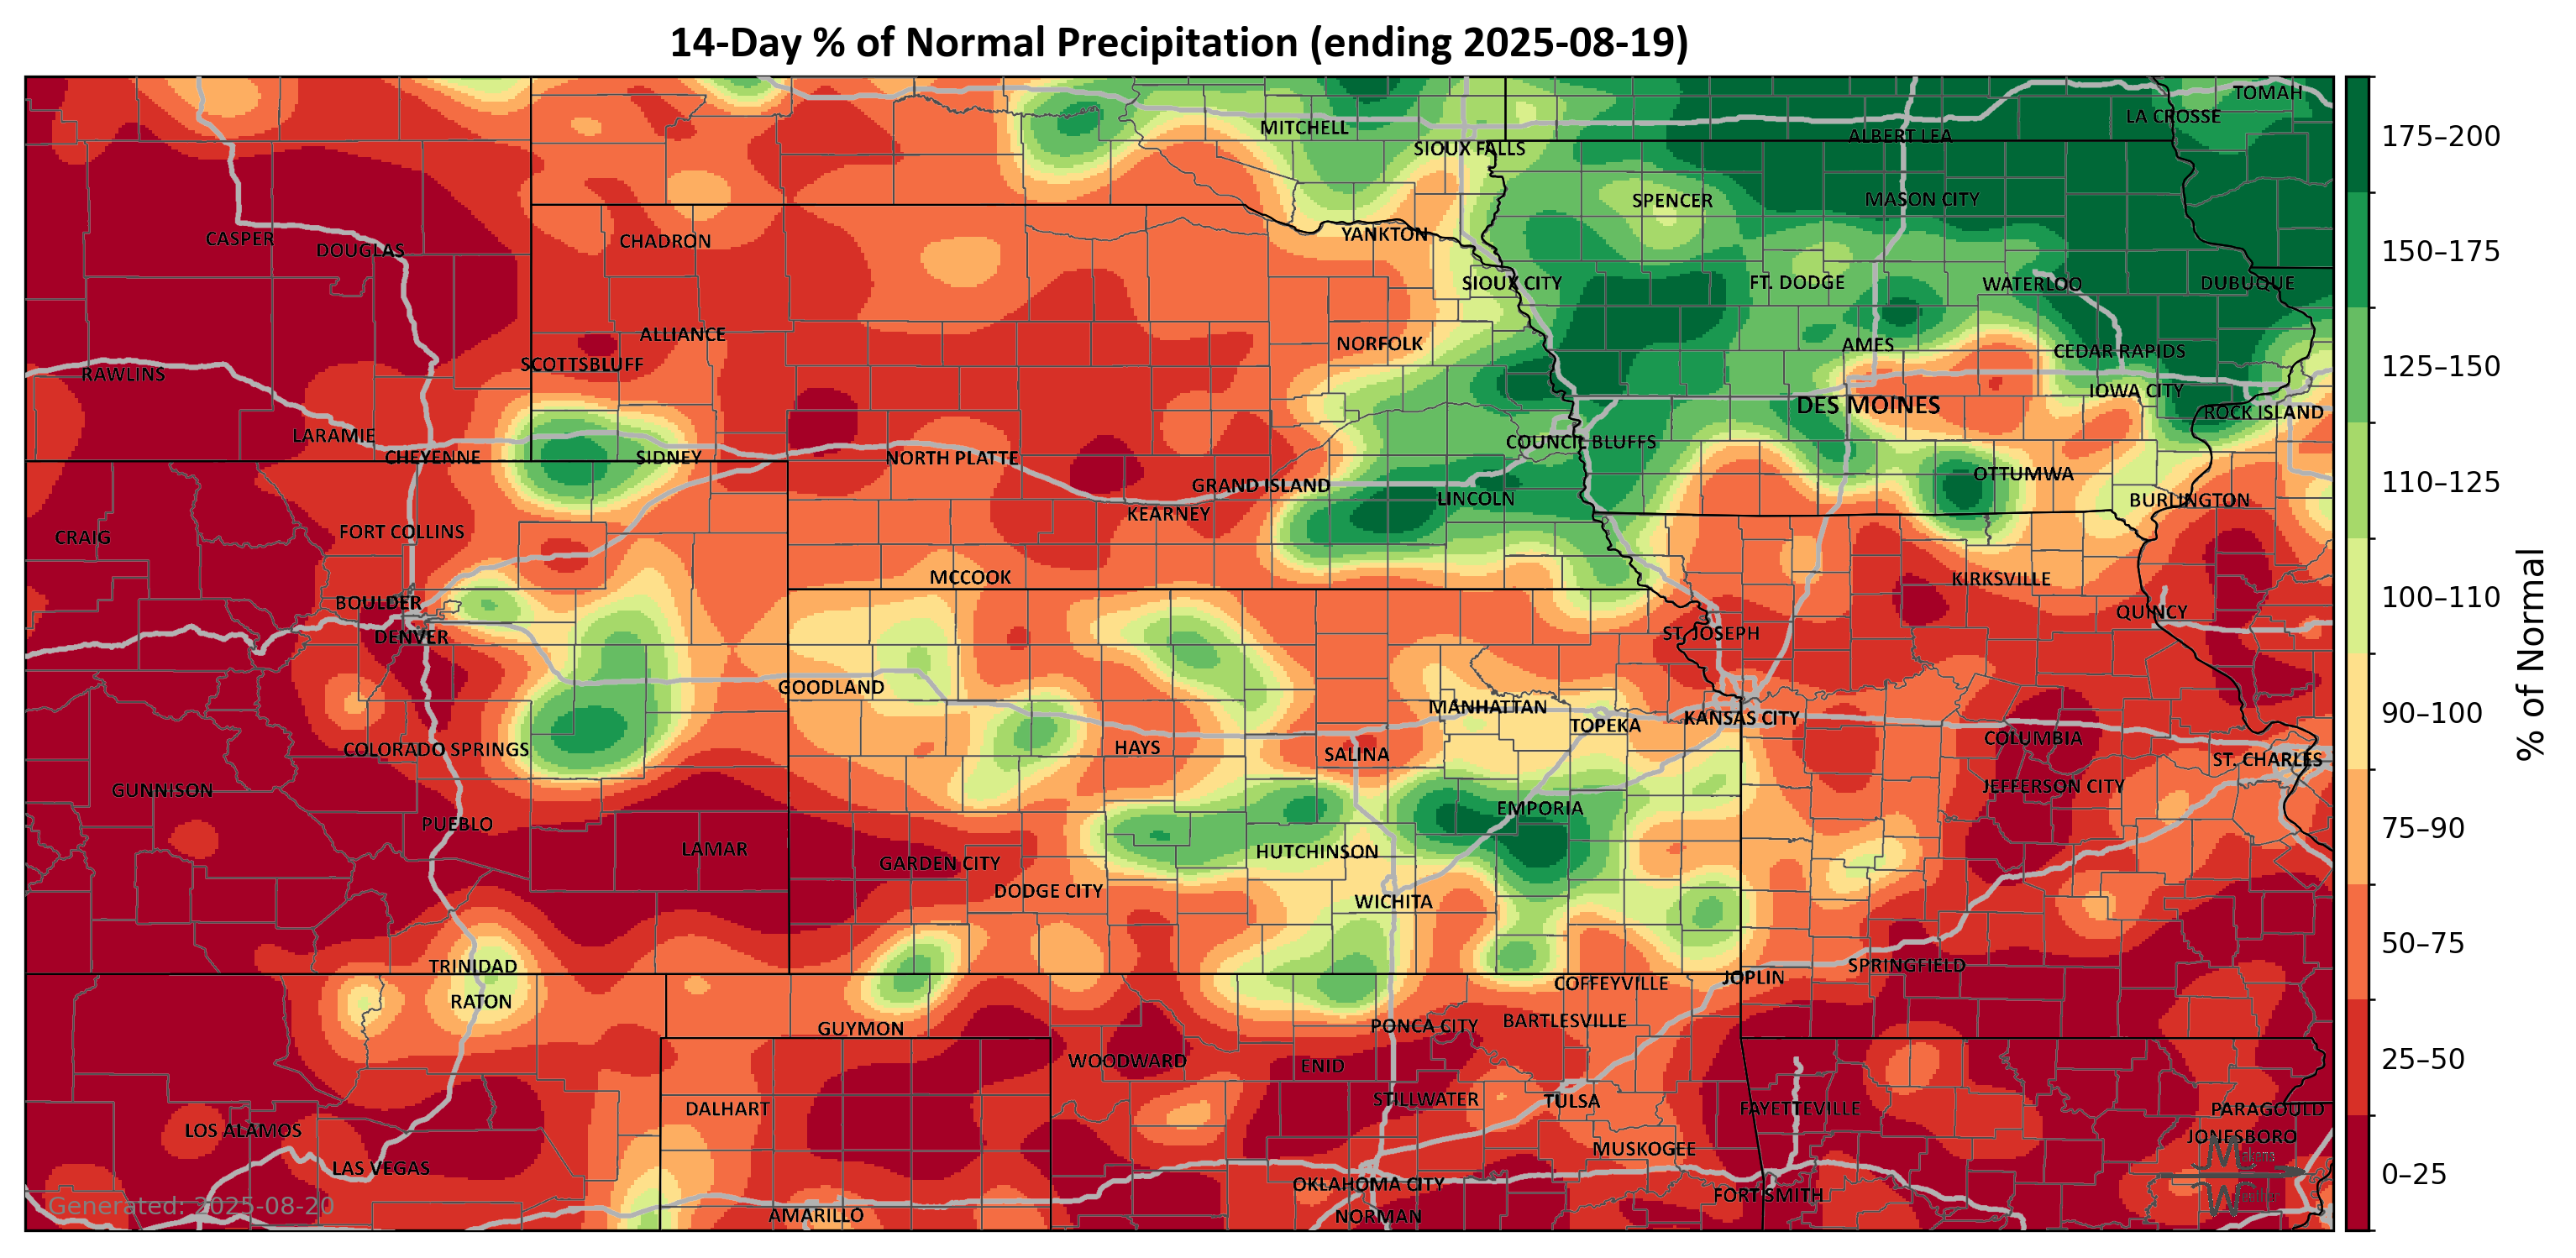 14-Day % of Normal Precipitation (ending 2025-08-19)
TOMAH
LA CROSSE
MITCHELL
ALBERT LEA
SIOUX FALLS
SPENCER
MASON CITY
YANKTON
CASPER
CHADRON
DOUGLAS
SIOUX CITY
FT. DODGE
WATERLOO
DUBUQUE
ALLIANCE
NORFOLK
AMES
CEDAR RAPIDS
SCOTTSBLUFF
RAWLINS
IOWA CITY
DES MOINES
ROCK ISLAND
LARAMIE
COUNCIL BLUFFS
CHEYENNE
SIDNEY
NORTH PLATTE
OTTUMWA
GRAND ISLAND
LINCOLN
BURLINGTON
KEARNEY
FORT COLLINS
CRAIG
MCCOOK
KIRKSVILLE
BOULDER
QUINCY
DENVER
ST. JOSEPH
GOODLAND
MANHATTAN
TOPEKA
KANSAS CITY
COLUMBIA
COLORADO SPRINGS
HAYS
SALINA
ST. CHARLES
GUNNISON
JEFFERSON CITY
EMPORIA
PUEBLO
LAMAR
HUTCHINSON
GARDEN CITY
DODGE CITY
WICHITA
TRINIDAD
SPRINGFIELD
COFFEYVILLE
JOPLIN
RATON
GUYMON
PONCA CITY
BARTLESVILLE
WOODWARD
ENID
STILLWATER
TULSA
DALHART
FAYETTEVILLE
PARAGOULD
LOS ALAMOS
JONESBORO
MUSKOGEE
LAS VEGAS
OKLAHOMA CITY
FORT SMITH
AMARILLO
NORMAN
Generated: 2025-08-20
175–200
150–175
125–150
110–125
100–110
90–100
75–90
50–75
25–50
0–25
% of Normal